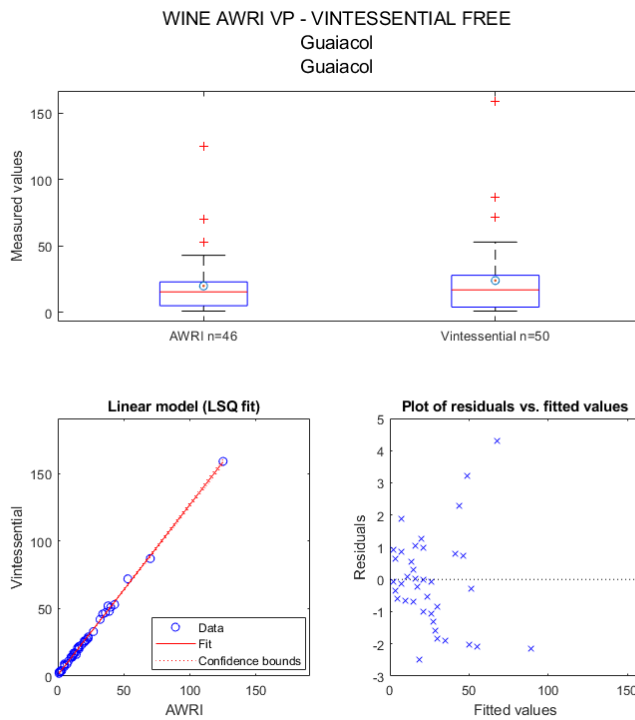 WINE AWRI VP - VINTESSENTIAL FREE
Guaiacol
Guaiacol
150
100
50
0
Measured values
AWRI n=46
Vintessential n=50
Linear model (LSQ fit)
150
100
50
0
Vintessential
Data
Fit
Confidence bounds
0 50 100 150
AWRI
Plot of residuals vs. fitted values
5
4
3
2
1
0
-1
-2
-3
Residuals
0 50 100 150
Fitted values